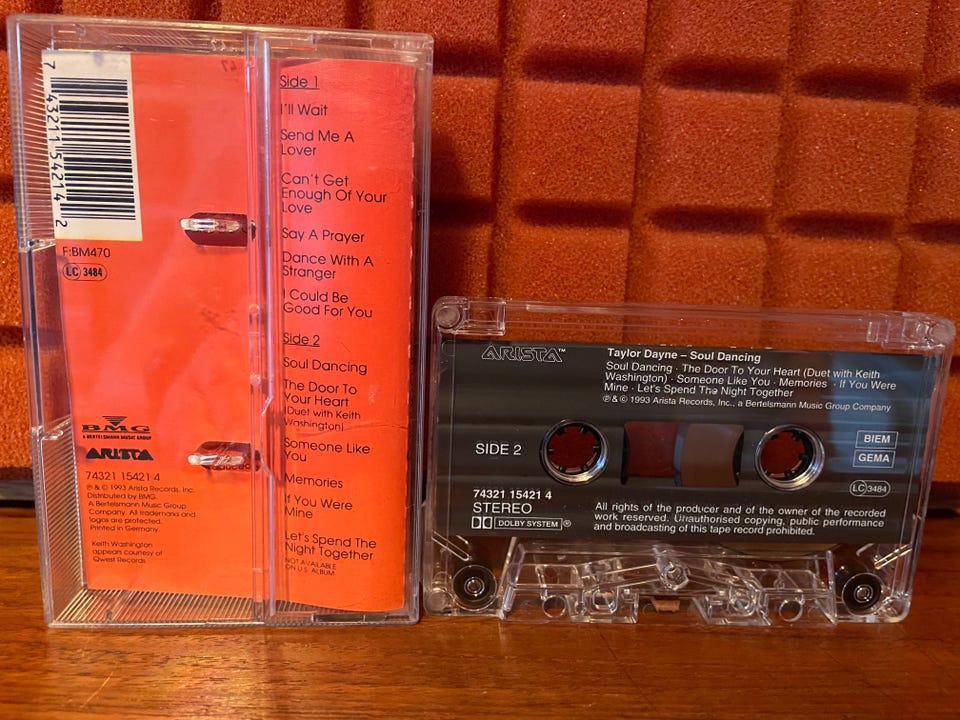 Side 1
I'll Wait
Send Me A
Lover
Can't Get
Enough Of Your
Love
Say A Prayer
Dance With A
Stranger
I Could Be
Good For You
Side 2
Soul Dancing
The Door To
Your Heart
(Duet with Keith
Washington)
Someone Like
You
Memories
If You Were
Mine
Let's Spend The
Night Together
NOT AVAILABLE
ON U.S. ALBUM
7 43211 54214 2
F:BM470
LC 3484
BMG
A BERTELSMANN MUSIC GROUP
ARISTA
74321 15421 4
℗ & © 1993 Arista Records, Inc.
Distributed by BMG.
A Bertelsmann Music Group
Company. All trademarks and
logos are protected.
Printed in Germany.
Keith Washington
appears courtesy of
Qwest Records
ARISTA™
Taylor Dayne – Soul Dancing
Soul Dancing · The Door To Your Heart (Duet with Keith
Washington) · Someone Like You · Memories · If You Were
Mine · Let's Spend The Night Together
℗ & © 1993 Arista Records, Inc., a Bertelsmann Music Group Company
SIDE 2
BIEM
GEMA
LC 3484
74321 15421 4
STEREO
DOLBY SYSTEM ®
All rights of the producer and of the owner of the recorded
work reserved. Unauthorised copying, public performance
and broadcasting of this tape record prohibited.